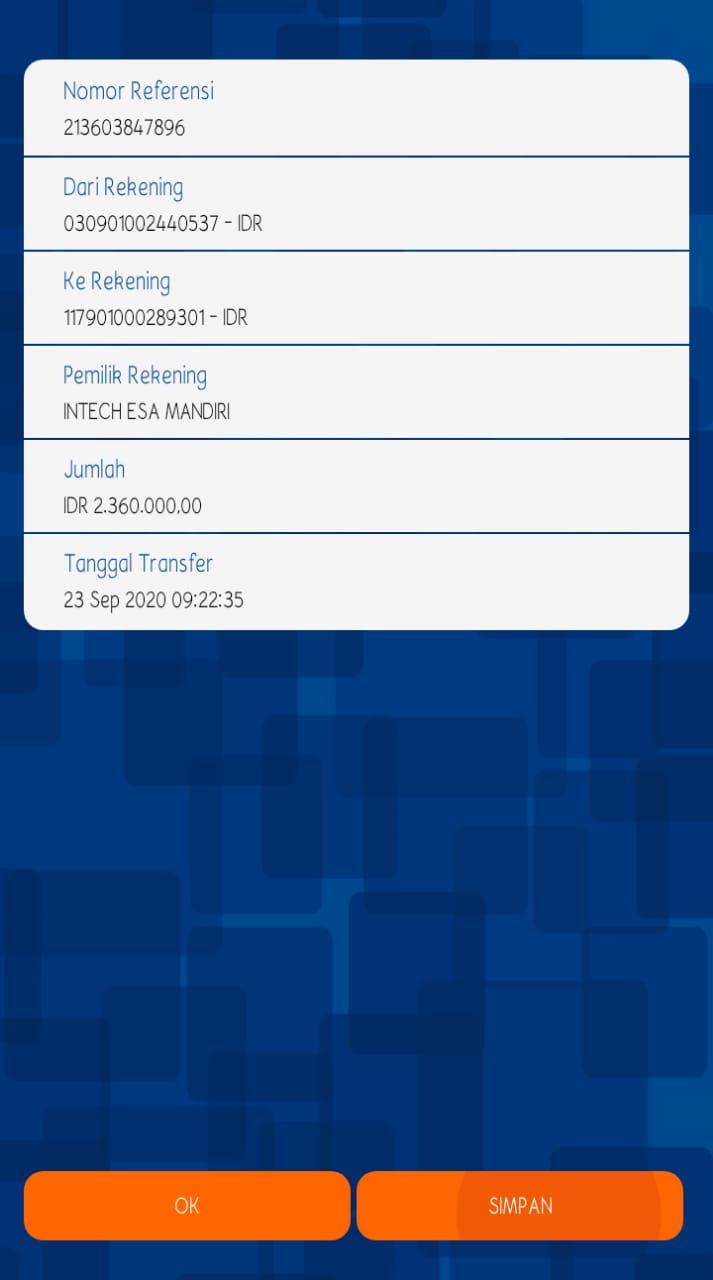 Nomor Referensi
213603847896
Dari Rekening
030901002440537 - IDR
Ke Rekening
117901000289301 - IDR
Pemilik Rekening
INTECH ESA MANDIRI
Jumlah
IDR 2.360.000,00
Tanggal Transfer
23 Sep 2020 09:22:35
OK
SIMPAN